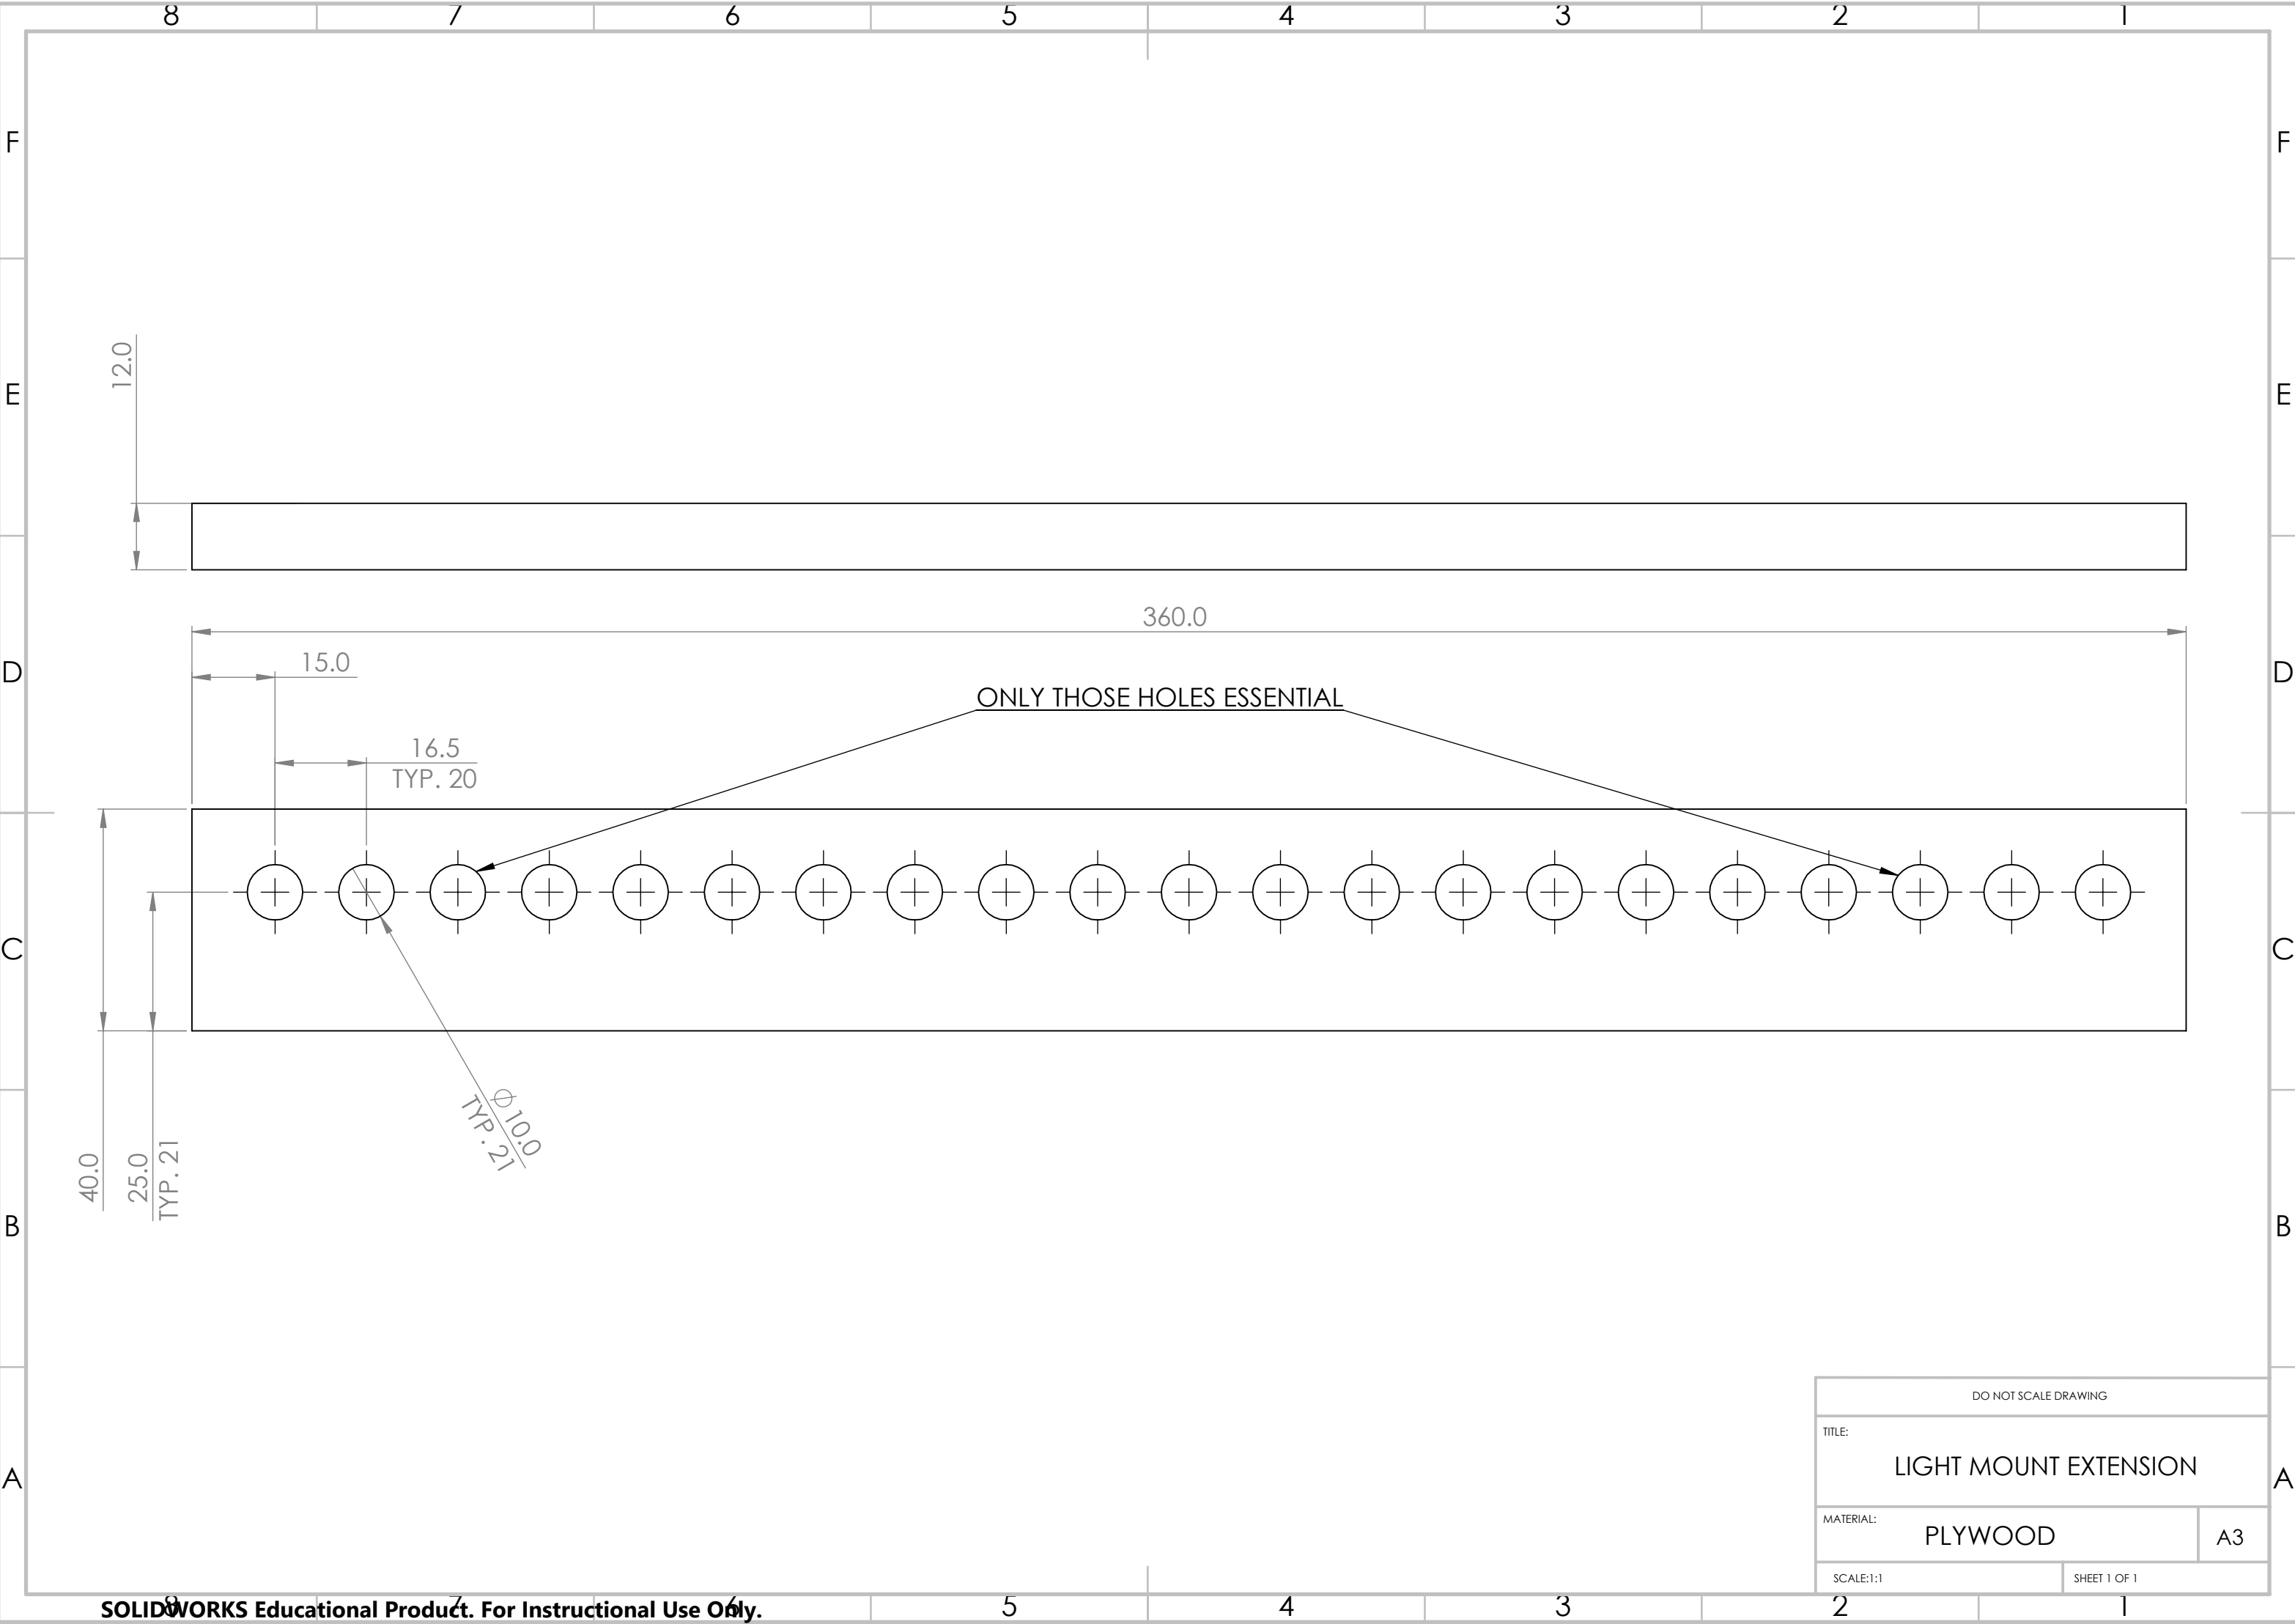 8 7 6 5 4 3 2 1
F F
12.0
E E
360.0
15.0
D D
ONLY THOSE HOLES ESSENTIAL
16.5
TYP. 20
C C
⌀10.0
TYP. 21
40.0
25.0
TYP. 21
B B
DO NOT SCALE DRAWING
TITLE:
LIGHT MOUNT EXTENSION
A A
MATERIAL:
PLYWOOD
A3
SCALE:1:1
SHEET 1 OF 1
8 7 6 5 4 3 2 1
SOLIDWORKS Educational Product. For Instructional Use Only.